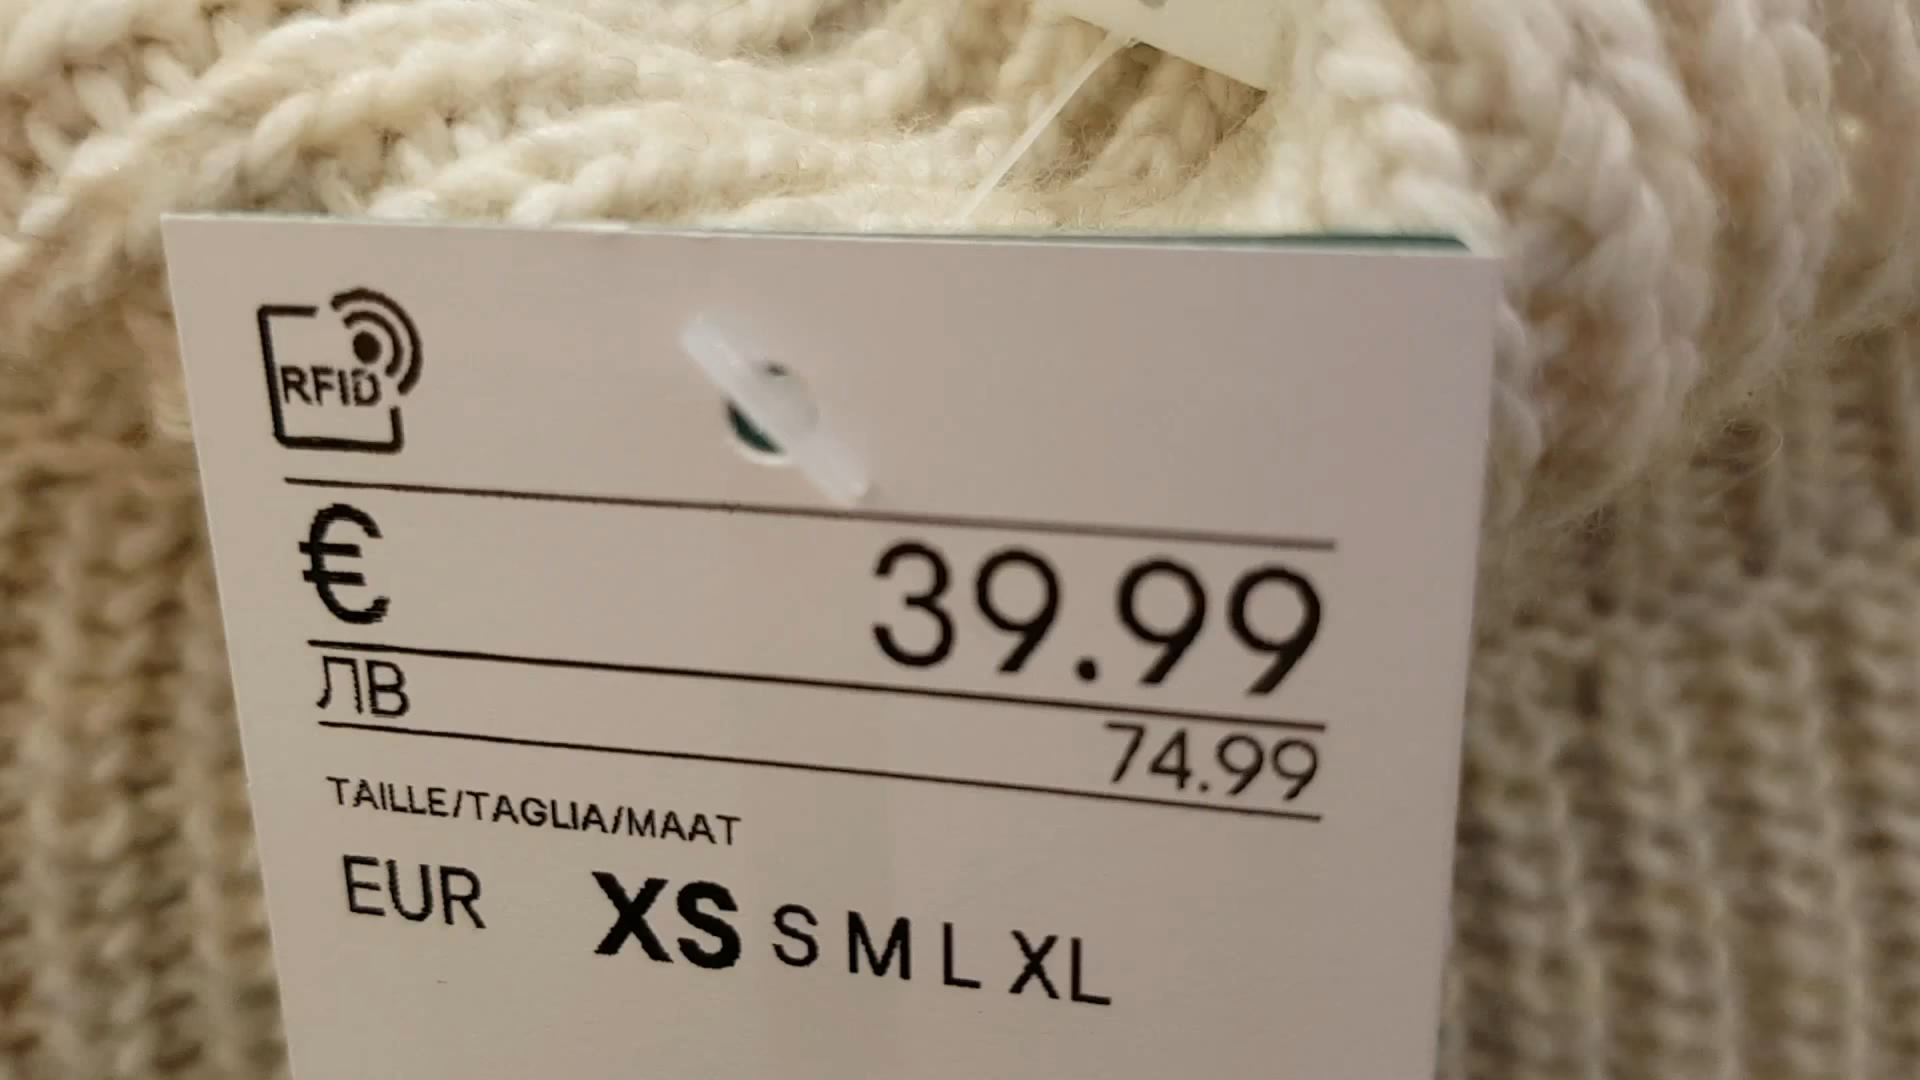 RFID
€ 39.99
ЛВ 74.99
TAILLE/TAGLIA/MAAT
EUR XS S M L XL